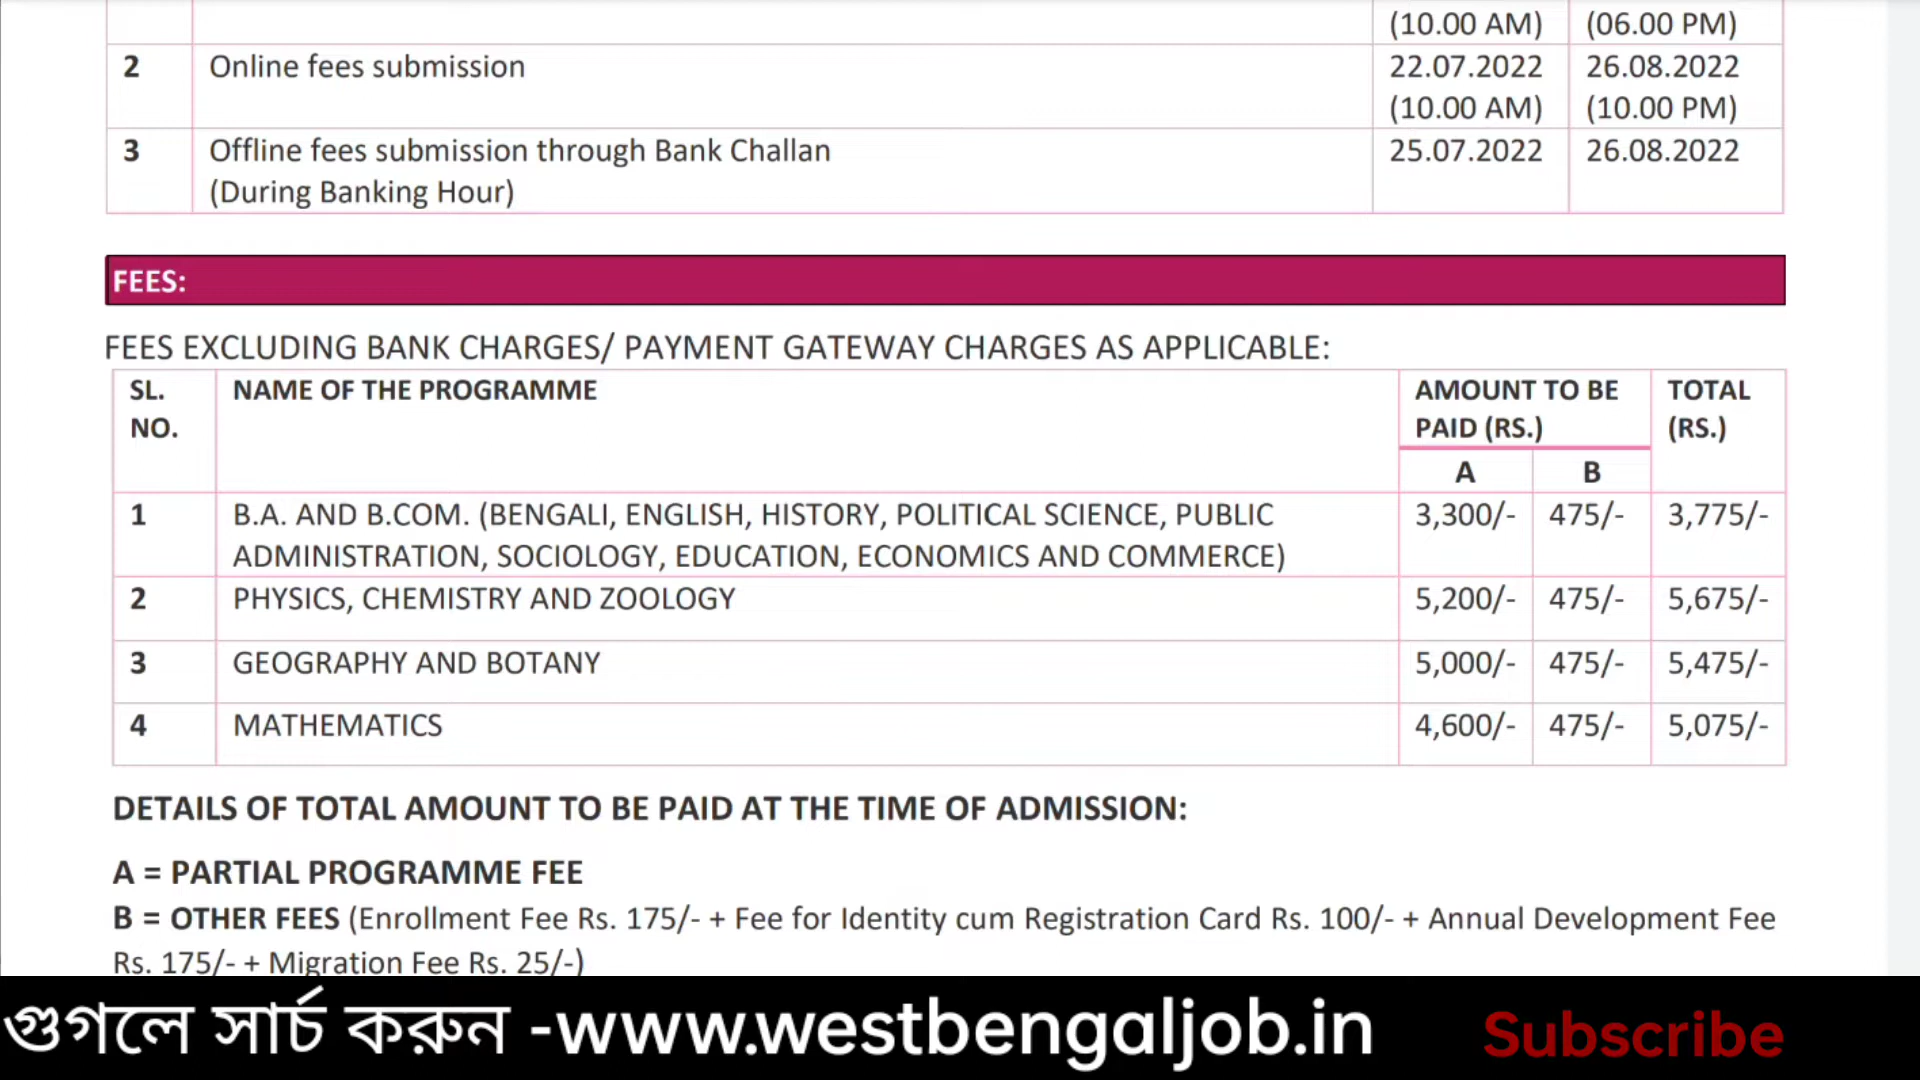 (10.00 AM) (06.00 PM)
2 Online fees submission 22.07.2022 26.08.2022
(10.00 AM) (10.00 PM)
3 Offline fees submission through Bank Challan 25.07.2022 26.08.2022
(During Banking Hour)
FEES:
FEES EXCLUDING BANK CHARGES/ PAYMENT GATEWAY CHARGES AS APPLICABLE:
SL. NAME OF THE PROGRAMME AMOUNT TO BE TOTAL
NO. PAID (RS.) (RS.)
A B
1 B.A. AND B.COM. (BENGALI, ENGLISH, HISTORY, POLITICAL SCIENCE, PUBLIC 3,300/- 475/- 3,775/-
ADMINISTRATION, SOCIOLOGY, EDUCATION, ECONOMICS AND COMMERCE)
2 PHYSICS, CHEMISTRY AND ZOOLOGY 5,200/- 475/- 5,675/-
3 GEOGRAPHY AND BOTANY 5,000/- 475/- 5,475/-
4 MATHEMATICS 4,600/- 475/- 5,075/-
DETAILS OF TOTAL AMOUNT TO BE PAID AT THE TIME OF ADMISSION:
A = PARTIAL PROGRAMME FEE
B = OTHER FEES (Enrollment Fee Rs. 175/- + Fee for Identity cum Registration Card Rs. 100/- + Annual Development Fee
Rs. 175/- + Migration Fee Rs. 25/-)
গুগলে সার্চ করুন -www.westbengaljob.in Subscribe